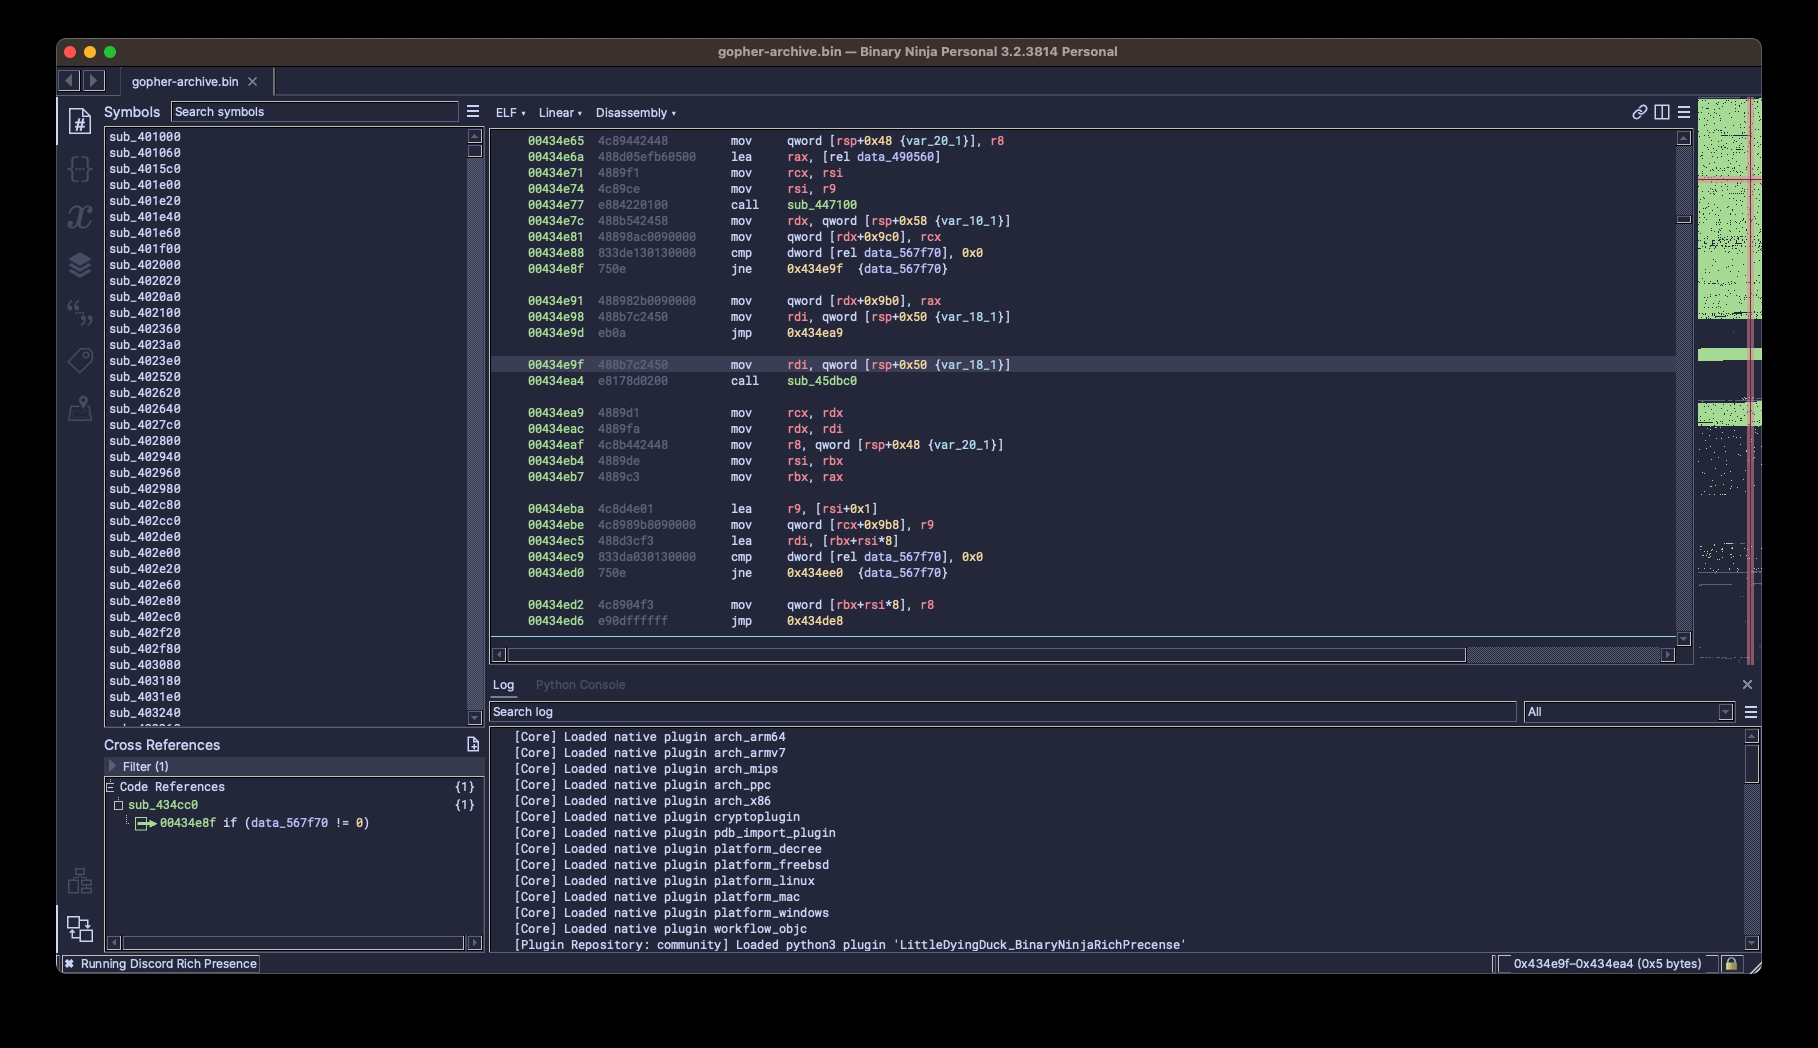 gopher-archive.bin — Binary Ninja Personal 3.2.3814 Personal
gopher-archive.bin
Symbols
Search symbols
sub_401000
sub_401060
sub_4015c0
sub_401e00
sub_401e20
sub_401e40
sub_401e60
sub_401f00
sub_402000
sub_402020
sub_4020a0
sub_402100
sub_402360
sub_4023a0
sub_4023e0
sub_402520
sub_402620
sub_402640
sub_4027c0
sub_402800
sub_402940
sub_402960
sub_402980
sub_402c80
sub_402cc0
sub_402de0
sub_402e00
sub_402e20
sub_402e60
sub_402e80
sub_402ec0
sub_402f20
sub_402f80
sub_403080
sub_403180
sub_4031e0
sub_403240
Cross References
Filter (1)
Code References {1}
sub_434cc0 {1}
00434e8f if (data_567f70 != 0)
ELF Linear Disassembly
00434e65 4c89442448 mov qword [rsp+0x48 {var_20_1}], r8
00434e6a 488d05efb60500 lea rax, [rel data_490560]
00434e71 4889f1 mov rcx, rsi
00434e74 4c89ce mov rsi, r9
00434e77 e884220100 call sub_447100
00434e7c 488b542458 mov rdx, qword [rsp+0x58 {var_10_1}]
00434e81 48898ac0090000 mov qword [rdx+0x9c0], rcx
00434e88 833de130130000 cmp dword [rel data_567f70], 0x0
00434e8f 750e jne 0x434e9f {data_567f70}
00434e91 488982b0090000 mov qword [rdx+0x9b0], rax
00434e98 488b7c2450 mov rdi, qword [rsp+0x50 {var_18_1}]
00434e9d eb0a jmp 0x434ea9
00434e9f 488b7c2450 mov rdi, qword [rsp+0x50 {var_18_1}]
00434ea4 e8178d0200 call sub_45dbc0
00434ea9 4889d1 mov rcx, rdx
00434eac 4889fa mov rdx, rdi
00434eaf 4c8b442448 mov r8, qword [rsp+0x48 {var_20_1}]
00434eb4 4889de mov rsi, rbx
00434eb7 4889c3 mov rbx, rax
00434eba 4c8d4e01 lea r9, [rsi+0x1]
00434ebe 4c8989b8090000 mov qword [rcx+0x9b8], r9
00434ec5 488d3cf3 lea rdi, [rbx+rsi*8]
00434ec9 833da030130000 cmp dword [rel data_567f70], 0x0
00434ed0 750e jne 0x434ee0 {data_567f70}
00434ed2 4c8904f3 mov qword [rbx+rsi*8], r8
00434ed6 e90dffffff jmp 0x434de8
Log Python Console
Search log All
[Core] Loaded native plugin arch_arm64
[Core] Loaded native plugin arch_armv7
[Core] Loaded native plugin arch_mips
[Core] Loaded native plugin arch_ppc
[Core] Loaded native plugin arch_x86
[Core] Loaded native plugin cryptoplugin
[Core] Loaded native plugin pdb_import_plugin
[Core] Loaded native plugin platform_decree
[Core] Loaded native plugin platform_freebsd
[Core] Loaded native plugin platform_linux
[Core] Loaded native plugin platform_mac
[Core] Loaded native plugin platform_windows
[Core] Loaded native plugin workflow_objc
[Plugin Repository: community] Loaded python3 plugin 'LittleDyingDuck_BinaryNinjaRichPrecense'
Running Discord Rich Presence
0x434e9f–0x434ea4 (0x5 bytes)